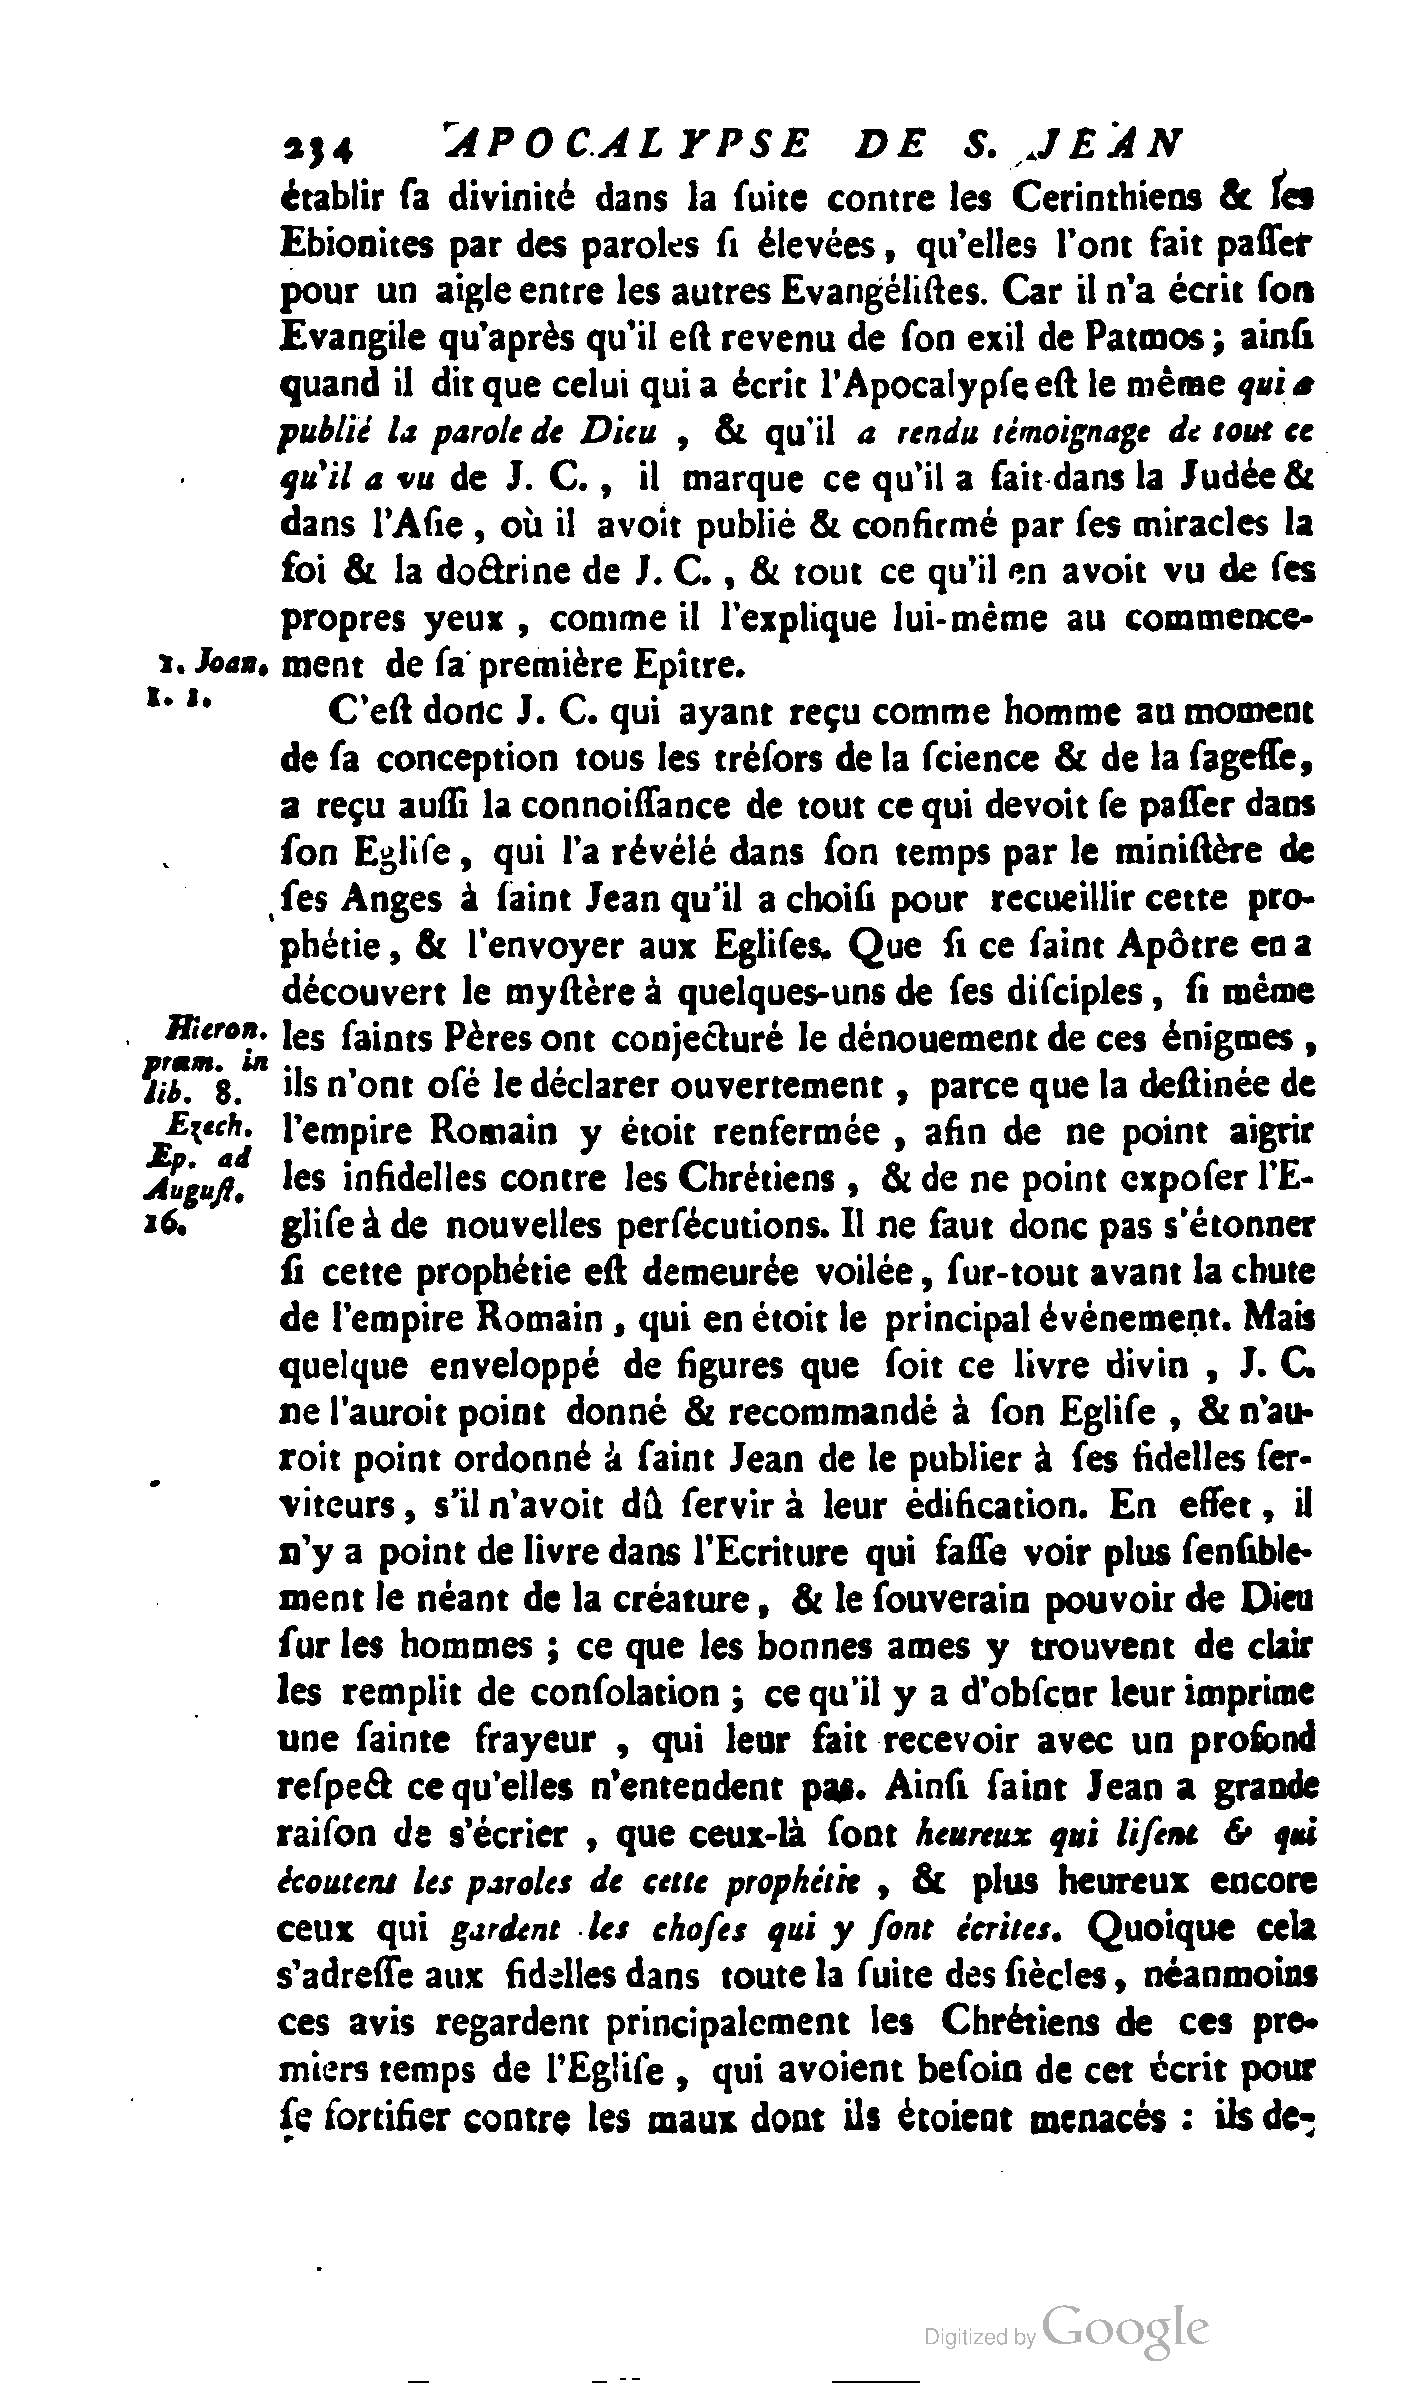 234 APOCALYPSE DE S. JEAN
établir ſa divinité dans la ſuite contre les Cerinthiens & les
Ebionites par des paroles ſi élevées, qu'elles l'ont fait paſſer
pour un aigle entre les autres Evangéliſtes. Car il n'a écrit ſon
Evangile qu'après qu'il eſt revenu de ſon exil de Patmos; ainſi
quand il dit que celui qui a écrit l'Apocalypſe eſt le même qui a
publié la parole de Dieu, & qu'il a rendu témoignage de tout ce
qu'il a vu de J. C., il marque ce qu'il a fait dans la Judée &
dans l'Aſie, où il avoit publié & confirmé par ſes miracles la
foi & la doctrine de J. C., & tout ce qu'il en avoit vu de ſes
propres yeux, comme il l'explique lui-même au commence-
1. Joan. ment de ſa première Epître.
1. 1.
C'eſt donc J. C. qui ayant reçu comme homme au moment
de ſa conception tous les tréſors de la ſcience & de la ſageſſe,
a reçu auſſi la connoiſſance de tout ce qui devoit ſe paſſer dans
ſon Egliſe, qui l'a révélé dans ſon temps par le miniſtère de
ſes Anges à ſaint Jean qu'il a choiſi pour recueillir cette pro-
phétie, & l'envoyer aux Egliſes. Que ſi ce ſaint Apôtre en a
découvert le myſtère à quelques-uns de ſes diſciples, ſi même
Hieron. les ſaints Pères ont conjecturé le dénouement de ces énigmes,
præm. in
lib. 8. ils n'ont oſé le déclarer ouvertement, parce que la deſtinée de
Ezech. l'empire Romain y étoit renfermée, afin de ne point aigrir
Ep. ad
Auguſt. les infidelles contre les Chrétiens, & de ne point expoſer l'E-
16. gliſe à de nouvelles perſécutions. Il ne faut donc pas s'étonner
ſi cette prophétie eſt demeurée voilée, ſur-tout avant la chute
de l'empire Romain, qui en étoit le principal événement. Mais
quelque enveloppé de figures que ſoit ce livre divin, J. C.
ne l'auroit point donné & recommandé à ſon Egliſe, & n'au-
roit point ordonné à ſaint Jean de le publier à ſes fidelles ſer-
viteurs, s'il n'avoit dû ſervir à leur édification. En effet, il
n'y a point de livre dans l'Ecriture qui faſſe voir plus ſenſible-
ment le néant de la créature, & le ſouverain pouvoir de Dieu
ſur les hommes; ce que les bonnes ames y trouvent de clair
les remplit de conſolation; ce qu'il y a d'obſcur leur imprime
une ſainte frayeur, qui leur fait recevoir avec un profond
reſpect ce qu'elles n'entendent pas. Ainſi ſaint Jean a grande
raiſon de s'écrier, que ceux-là ſont heureux qui liſent & qui
écoutent les paroles de cette prophétie, & plus heureux encore
ceux qui gardent les choſes qui y ſont écrites. Quoique cela
s'adreſſe aux fidelles dans toute la ſuite des ſiècles, néanmoins
ces avis regardent principalement les Chrétiens de ces pre-
miers temps de l'Egliſe, qui avoient beſoin de cet écrit pour
ſe fortifier contre les maux dont ils étoient menacés : ils de-
Digitized by Google